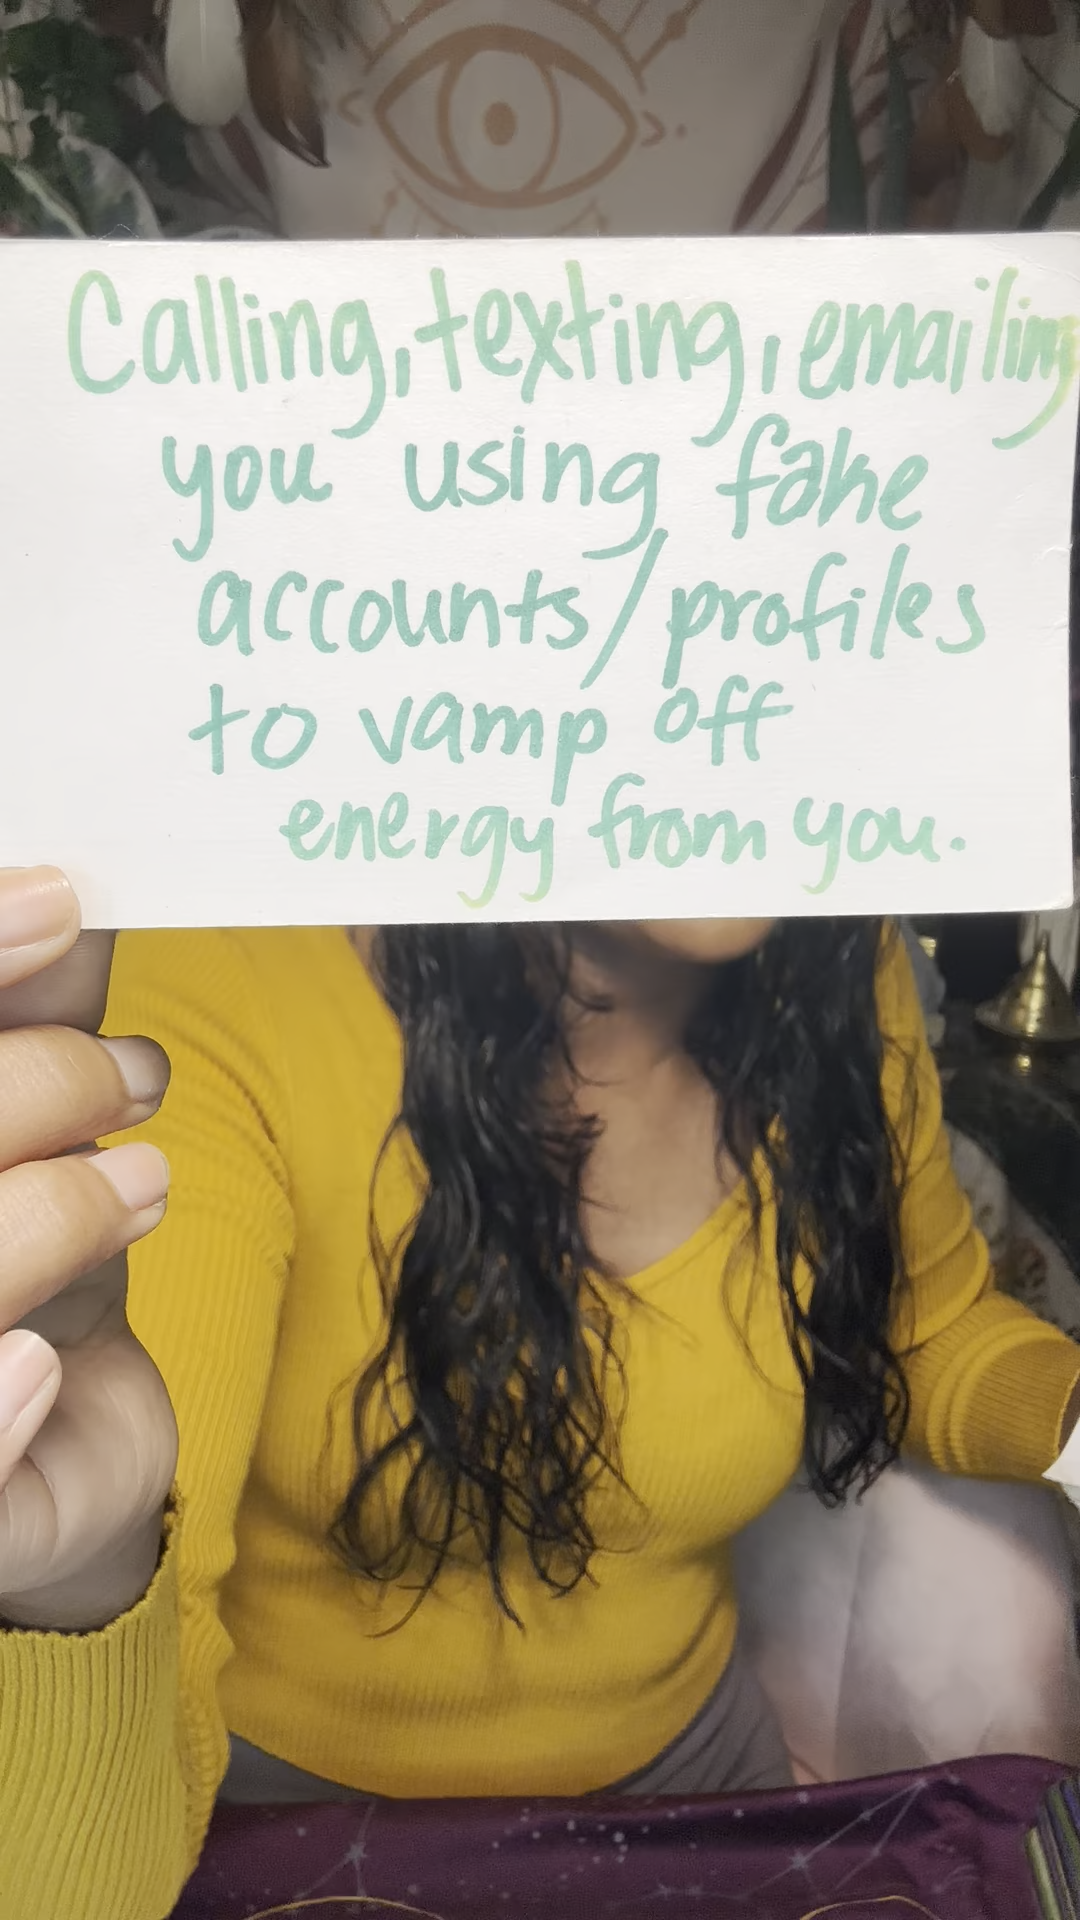 Calling, texting, emailing
you using fake
accounts/profiles
to vamp off
energy from you.